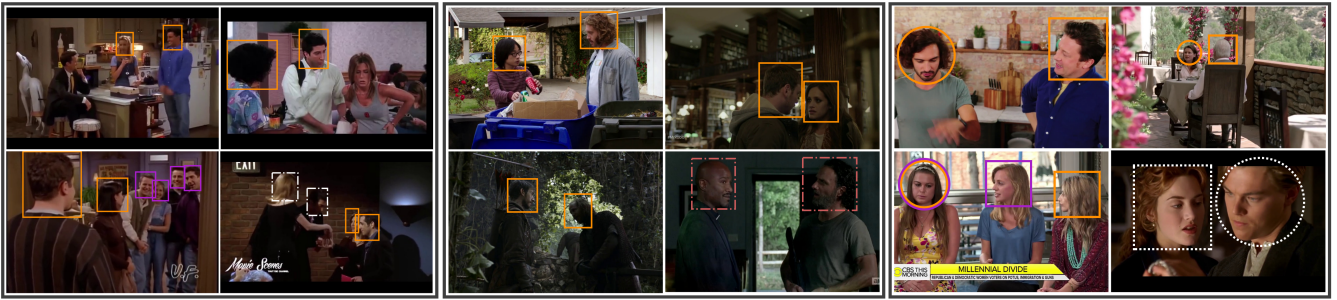 EXIT
V.F.
Movie Scenes
CBS THIS
MORNING
MILLENNIAL DIVIDE
REPUBLICAN & DEMOCRATIC WOMEN VOTERS ON POTUS, IMMIGRATION & GUNS